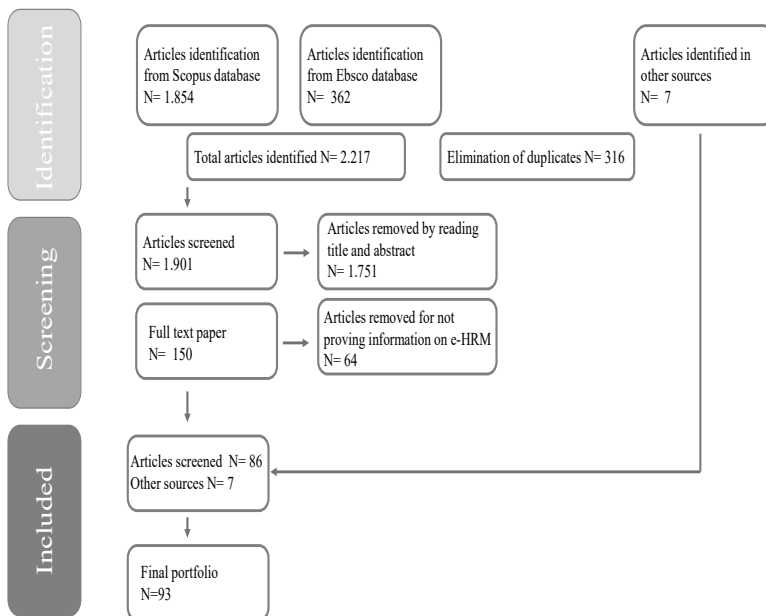 Identification
Articles identification
from Scopus database
N= 1.854
Articles identification
from Ebsco database
N=  362
Articles identified in
other sources
N=  7
Total articles identified N= 2.217
Elimination of duplicates N= 316
Screening
Articles screened
N= 1.901
Articles removed by reading
title and abstract
N= 1.751
Full text paper
N=  150
Articles removed for not
proving information on e-HRM
N= 64
Included
Articles screened  N= 86
Other sources N= 7
Final portfolio
N=93